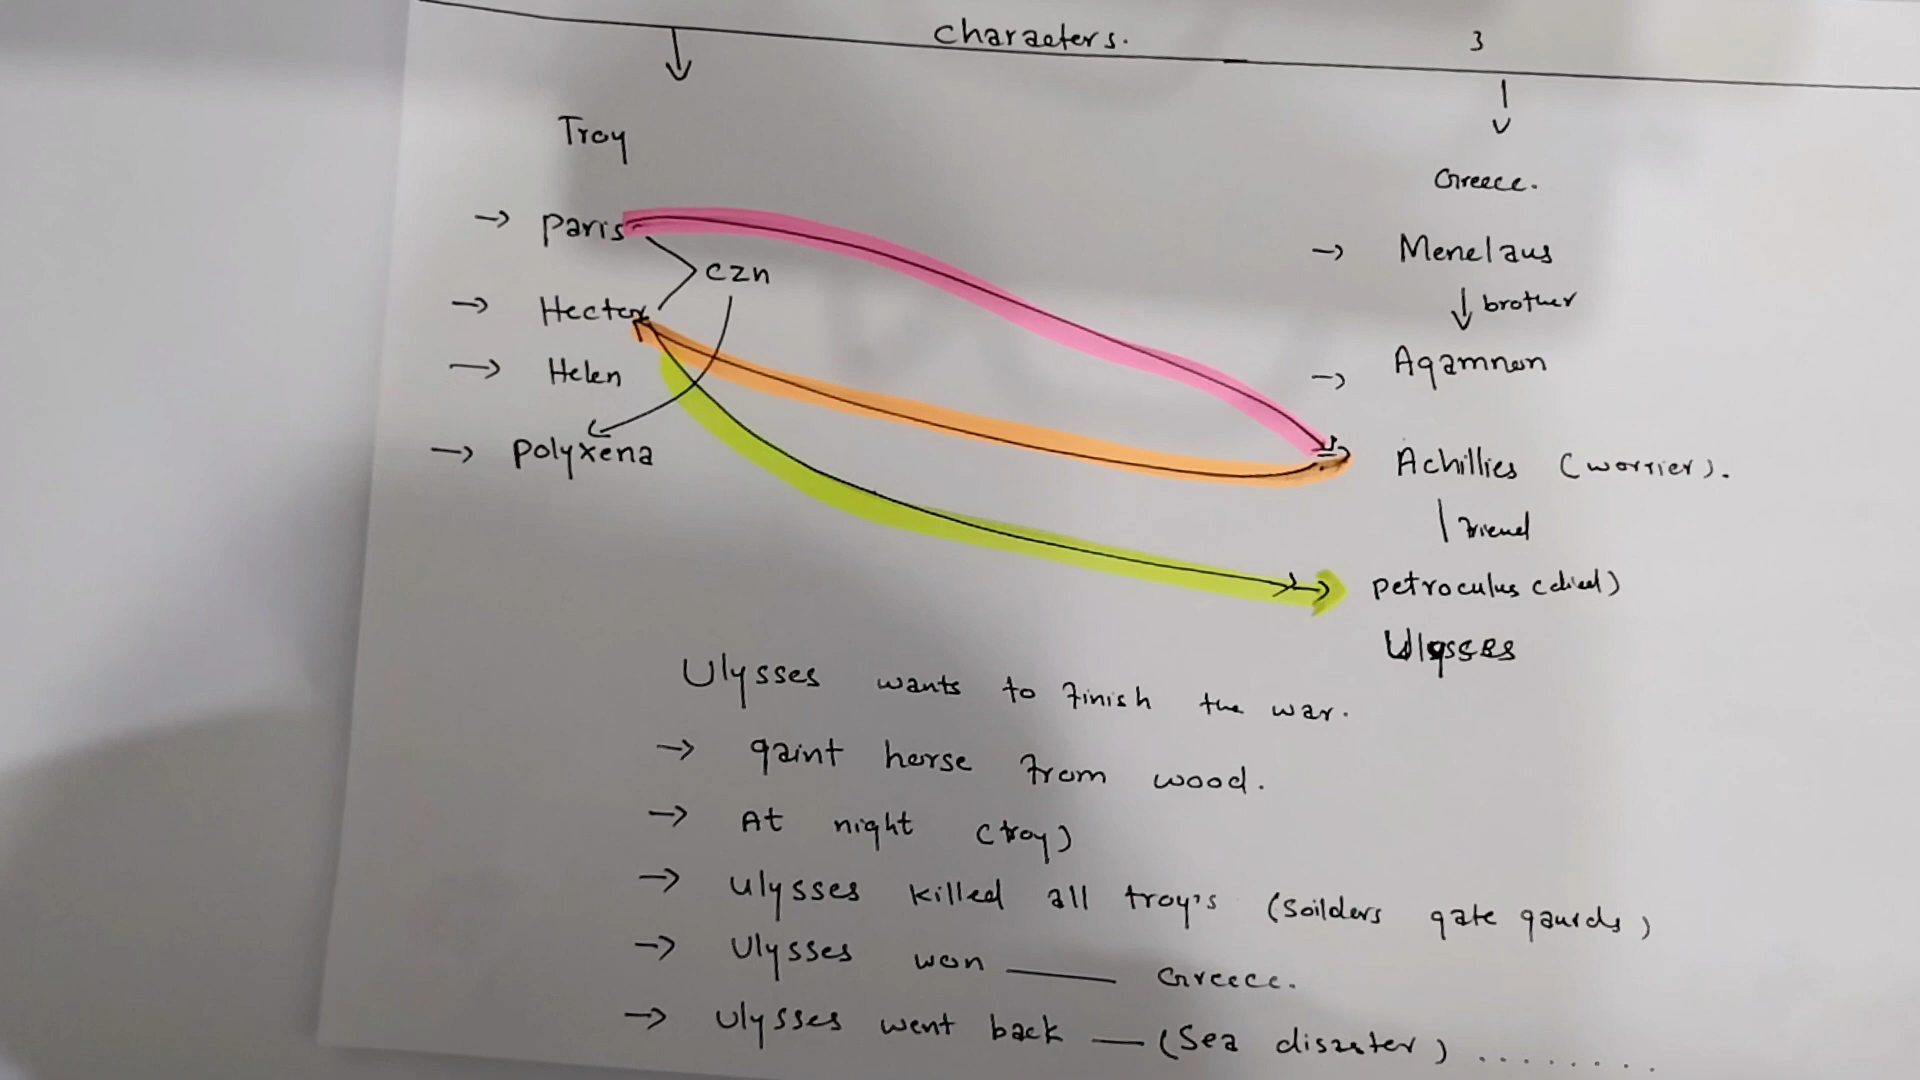 characters. 3
Troy
Greece.
→ Paris
→ Menelaus
czn
→ Hector
↓ brother
→ Helen
→ Agamnon
→ Polyxena
Achillies (worrier).
friend
petroculus (died)
Ulysses
Ulysses wants to finish the war.
→ gaint horse from wood.
→ At night (troy)
→ Ulysses killed all troy's (Soilders gate gaurds)
→ Ulysses won — Greece.
→ Ulysses went back — (Sea disaster) ........